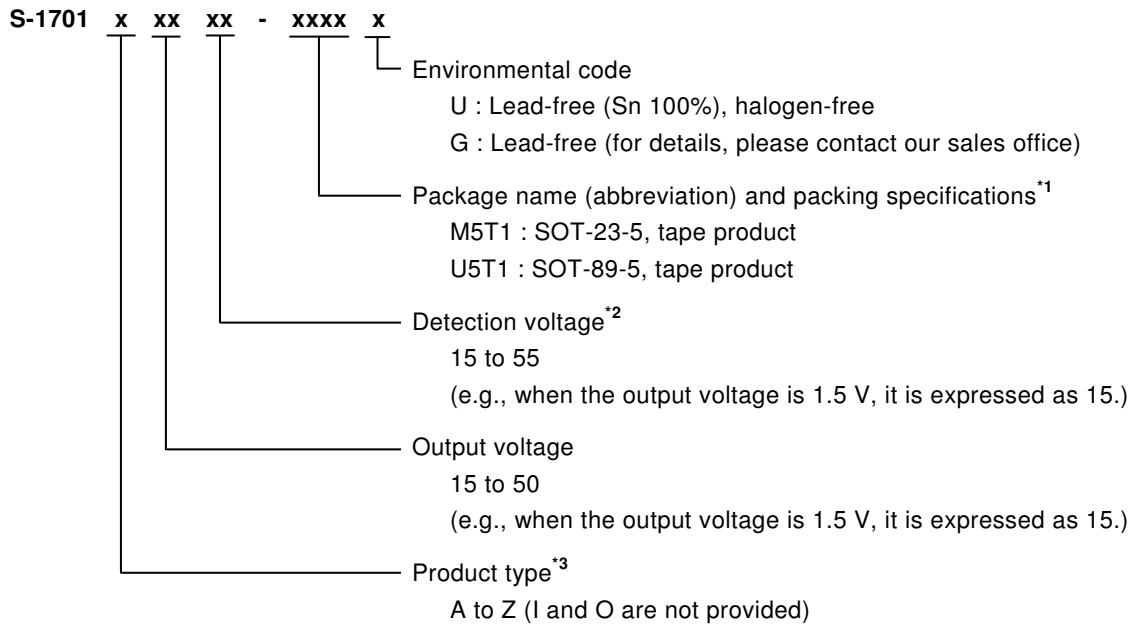 S-1701 x xx xx - xxxx x
Environmental code
U : Lead-free (Sn 100%), halogen-free
G : Lead-free (for details, please contact our sales office)
Package name (abbreviation) and packing specifications*1
M5T1 : SOT-23-5, tape product
U5T1 : SOT-89-5, tape product
Detection voltage*2
15 to 55
(e.g., when the output voltage is 1.5 V, it is expressed as 15.)
Output voltage
15 to 50
(e.g., when the output voltage is 1.5 V, it is expressed as 15.)
Product type*3
A to Z (I and O are not provided)